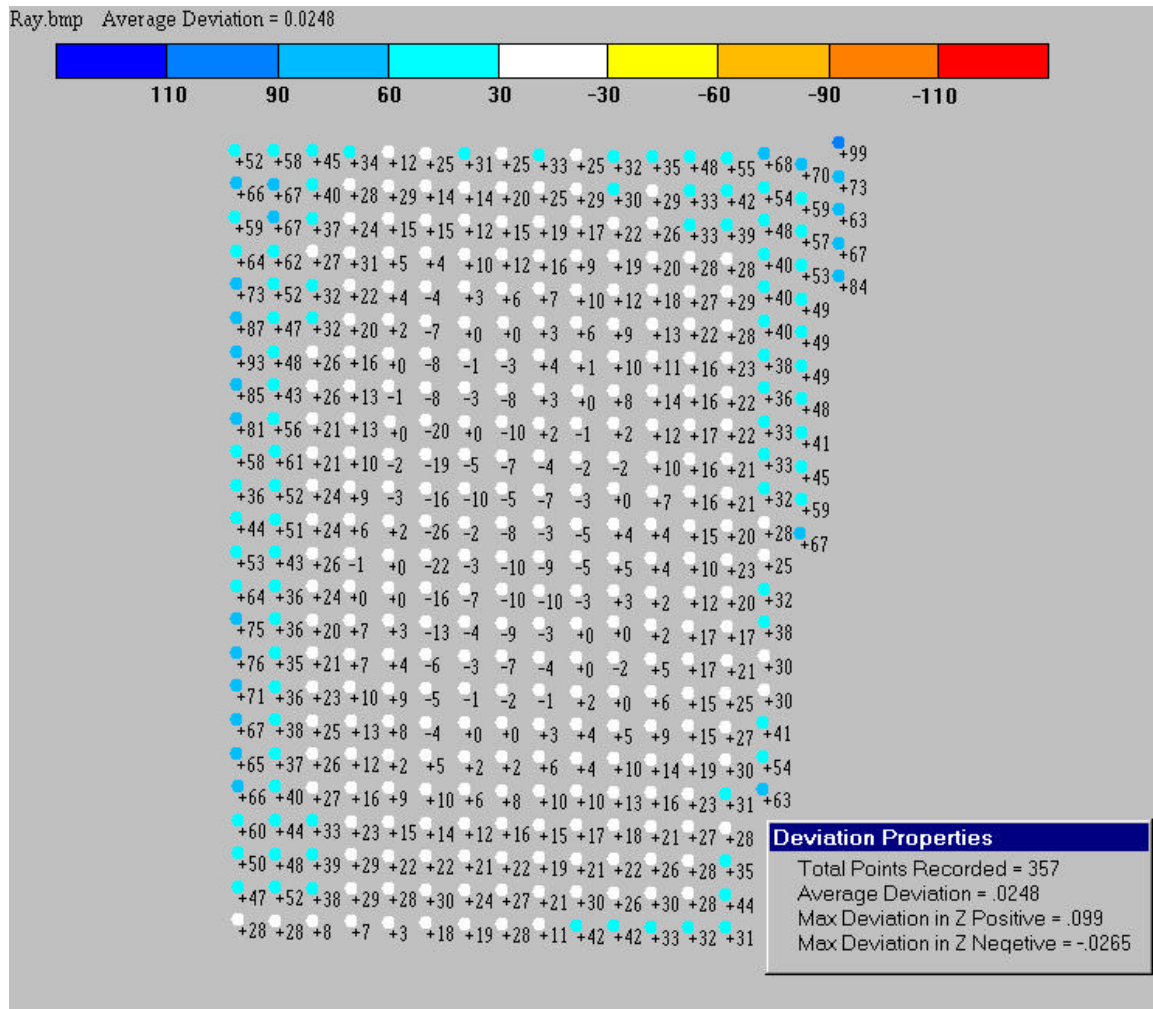 Ray.bmp Average Deviation = 0.0248
110 90 60 30 -30 -60 -90 -110
+52 +58 +45 +34 +12 +25 +31 +25 +33 +25 +32 +35 +48 +55 +68 +70 +99
+66 +67 +40 +28 +29 +14 +14 +20 +25 +29 +30 +29 +33 +42 +54 +59 +73
+59 +67 +37 +24 +15 +15 +12 +15 +19 +17 +22 +26 +33 +39 +48 +57 +63
+64 +62 +27 +31 +5 +4 +10 +12 +16 +9 +19 +20 +28 +28 +40 +53 +67
+73 +52 +32 +22 +4 -4 +3 +6 +7 +10 +12 +18 +27 +29 +40 +49 +84
+87 +47 +32 +20 +2 -7 +0 +0 +3 +6 +9 +13 +22 +28 +40 +49
+93 +48 +26 +16 +0 -8 -1 -3 +4 +1 +10 +11 +16 +23 +38 +49
+85 +43 +26 +13 -1 -8 -3 -8 +3 +0 +8 +14 +16 +22 +36 +48
+81 +56 +21 +13 +0 -20 +0 -10 +2 -1 +2 +12 +17 +22 +33 +41
+58 +61 +21 +10 -2 -19 -5 -7 -4 -2 -2 +10 +16 +21 +33 +45
+36 +52 +24 +9 -3 -16 -10 -5 -7 -3 +0 +7 +16 +21 +32 +59
+44 +51 +24 +6 +2 -26 -2 -8 -3 -5 +4 +4 +15 +20 +28 +67
+53 +43 +26 -1 +0 -22 -3 -10 -9 -5 +5 +4 +10 +23 +25
+64 +36 +24 +0 +0 -16 -7 -10 -10 -3 +3 +2 +12 +20 +32
+75 +36 +20 +7 +3 -13 -4 -9 -3 +0 +0 +2 +17 +17 +38
+76 +35 +21 +7 +4 -6 -3 -7 -4 +0 -2 +5 +17 +21 +30
+71 +36 +23 +10 +9 -5 -1 -2 -1 +2 +0 +6 +15 +25 +30
+67 +38 +25 +13 +8 -4 +0 +0 +3 +4 +5 +9 +15 +27 +41
+65 +37 +26 +12 +2 +5 +2 +2 +6 +4 +10 +14 +19 +30 +54
+66 +40 +27 +16 +9 +10 +6 +8 +10 +10 +13 +16 +23 +31 +63
+60 +44 +33 +23 +15 +14 +12 +16 +15 +17 +18 +21 +27 +28
+50 +48 +39 +29 +22 +22 +21 +22 +19 +21 +22 +26 +28 +35
+47 +52 +38 +29 +28 +30 +24 +27 +21 +30 +26 +30 +28 +44
+28 +28 +8 +7 +3 +18 +19 +28 +11 +42 +42 +33 +32 +31
Deviation Properties
Total Points Recorded = 357
Average Deviation = .0248
Max Deviation in Z Positive = .099
Max Deviation in Z Neqetive = -.0265